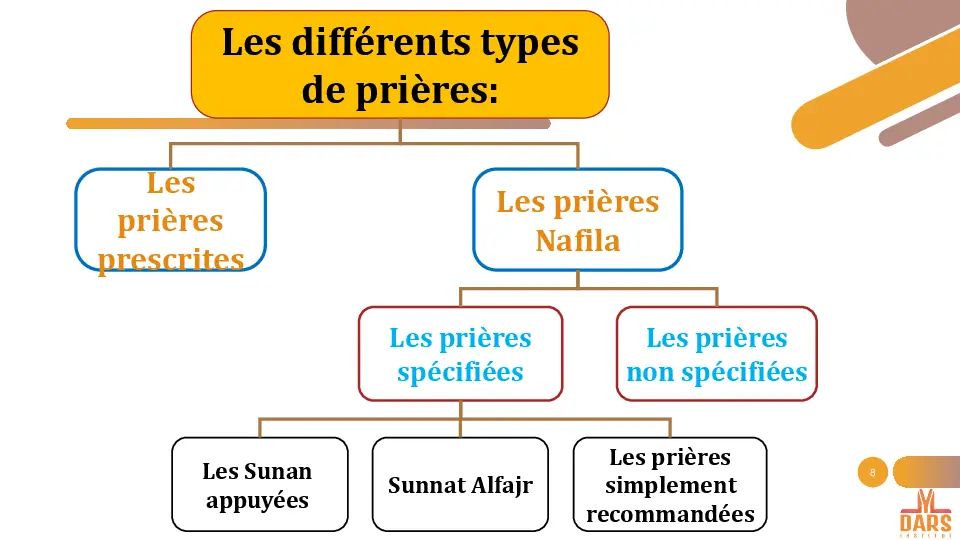 Les différents types
de prières:
Les
prières
prescrites
Les prières
Nafila
Les prières
spécifiées
Les prières
non spécifiées
Les Sunan
appuyées
Sunnat Alfajr
Les prières
simplement
recommandées
8
DARS
INSTITUT